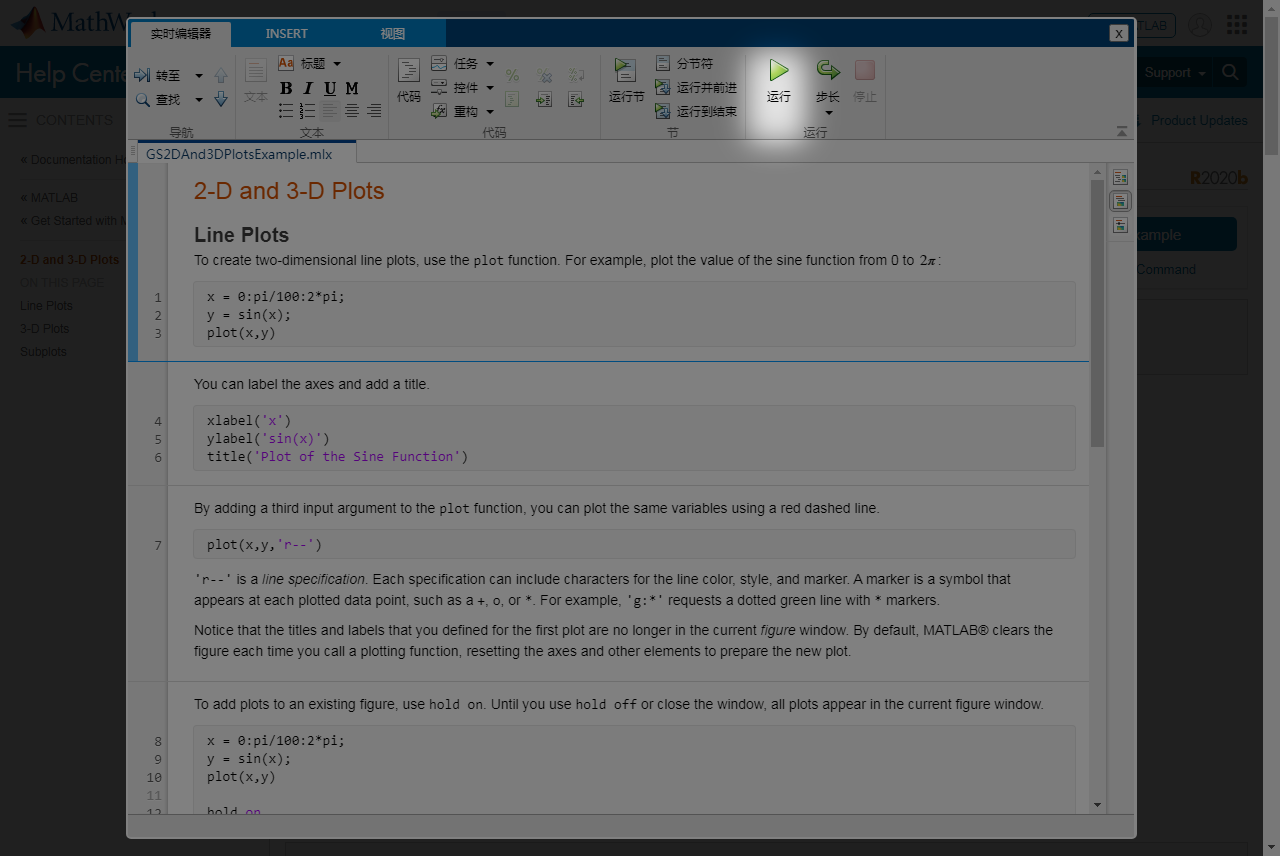 实时编辑器 INSERT 视图 X
MATLAB
Help Cente
Support
转至
查找
导航
文本
Aa 标题
B I U M
文本
代码
任务
控件
重构
代码
运行节
分节符
运行并前进
运行到结束
节
运行
步长
停止
运行
CONTENTS
Product Updates
GS2DAnd3DPlotsExample.mlx
« Documentation H
« MATLAB
« Get Started with M
2-D and 3-D Plots
ON THIS PAGE
Line Plots
3-D Plots
Subplots
R2020b
xample
Command
2-D and 3-D Plots
Line Plots
To create two-dimensional line plots, use the plot function. For example, plot the value of the sine function from 0 to 2π:
1 x = 0:pi/100:2*pi;
2 y = sin(x);
3 plot(x,y)
You can label the axes and add a title.
4 xlabel('x')
5 ylabel('sin(x)')
6 title('Plot of the Sine Function')
By adding a third input argument to the plot function, you can plot the same variables using a red dashed line.
7 plot(x,y,'r--')
'r--' is a line specification. Each specification can include characters for the line color, style, and marker. A marker is a symbol that
appears at each plotted data point, such as a +, o, or *. For example, 'g:*' requests a dotted green line with * markers.
Notice that the titles and labels that you defined for the first plot are no longer in the current figure window. By default, MATLAB® clears the
figure each time you call a plotting function, resetting the axes and other elements to prepare the new plot.
To add plots to an existing figure, use hold on. Until you use hold off or close the window, all plots appear in the current figure window.
8 x = 0:pi/100:2*pi;
9 y = sin(x);
10 plot(x,y)
11
12 hold on